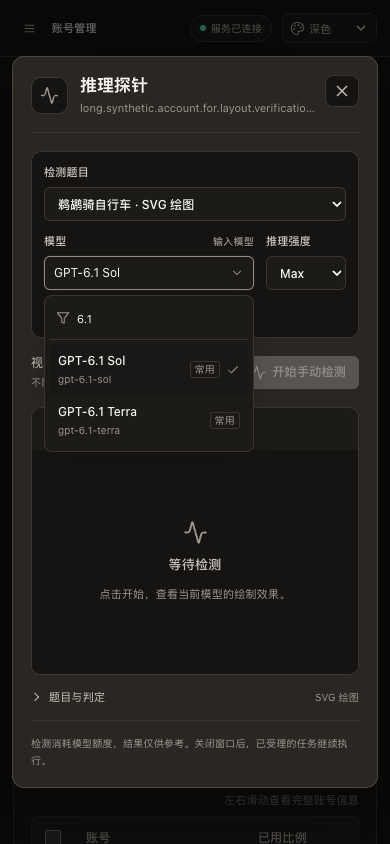 账号管理
服务已连接
深色
推理探针
long.synthetic.account.for.layout.verificatio...
检测题目
鹈鹕骑自行车 · SVG 绘图
模型
输入模型
推理强度
GPT-6.1 Sol
Max
6.1
GPT-6.1 Sol
gpt-6.1-sol
常用
GPT-6.1 Terra
gpt-6.1-terra
常用
视
开始手动检测
等待检测
点击开始，查看当前模型的绘制效果。
题目与判定
SVG 绘图
检测消耗模型额度，结果仅供参考。关闭窗口后，已受理的任务继续执
行。
左右滑动查看完整账号信息
账号
已用比例